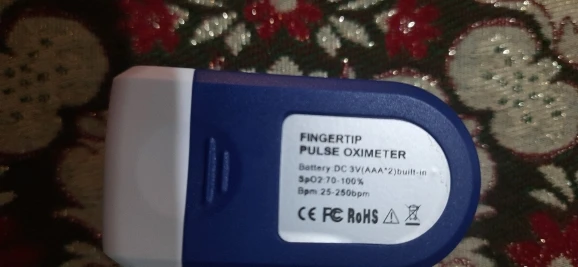 FINGERTIP
PULSE OXIMETER
Battery:DC 3V(AAA*2)built-in
SpO2:70-100%
Bpm:25-250bpm
CE FC RoHS